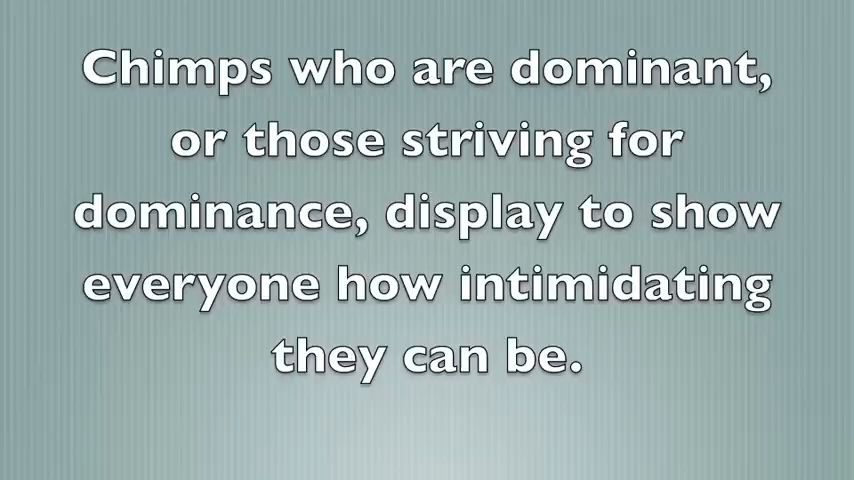 Chimps who are dominant,
or those striving for
dominance, display to show
everyone how intimidating
they can be.